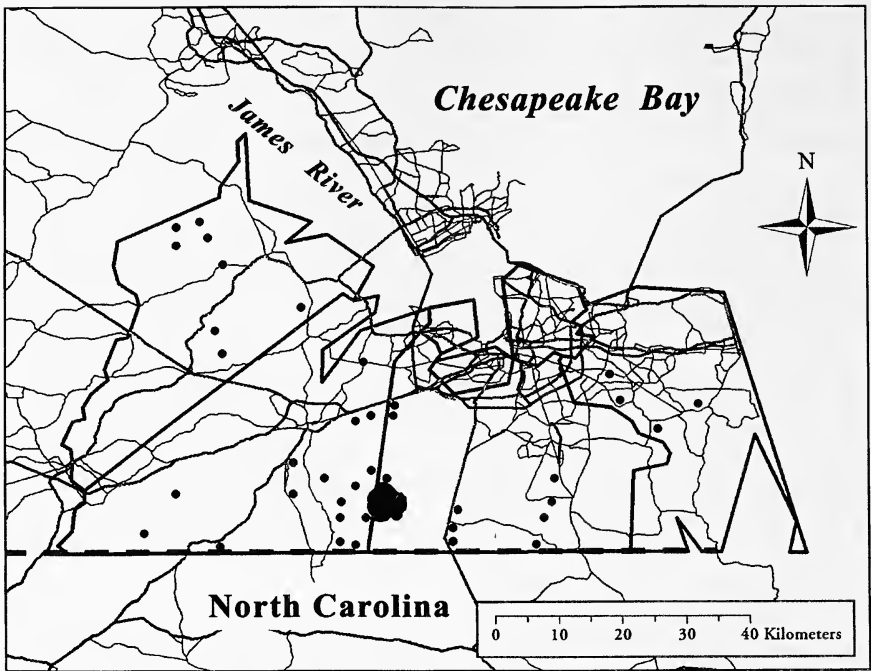 Chesapeake Bay
James River
N
North Carolina
0 10 20 30 40 Kilometers